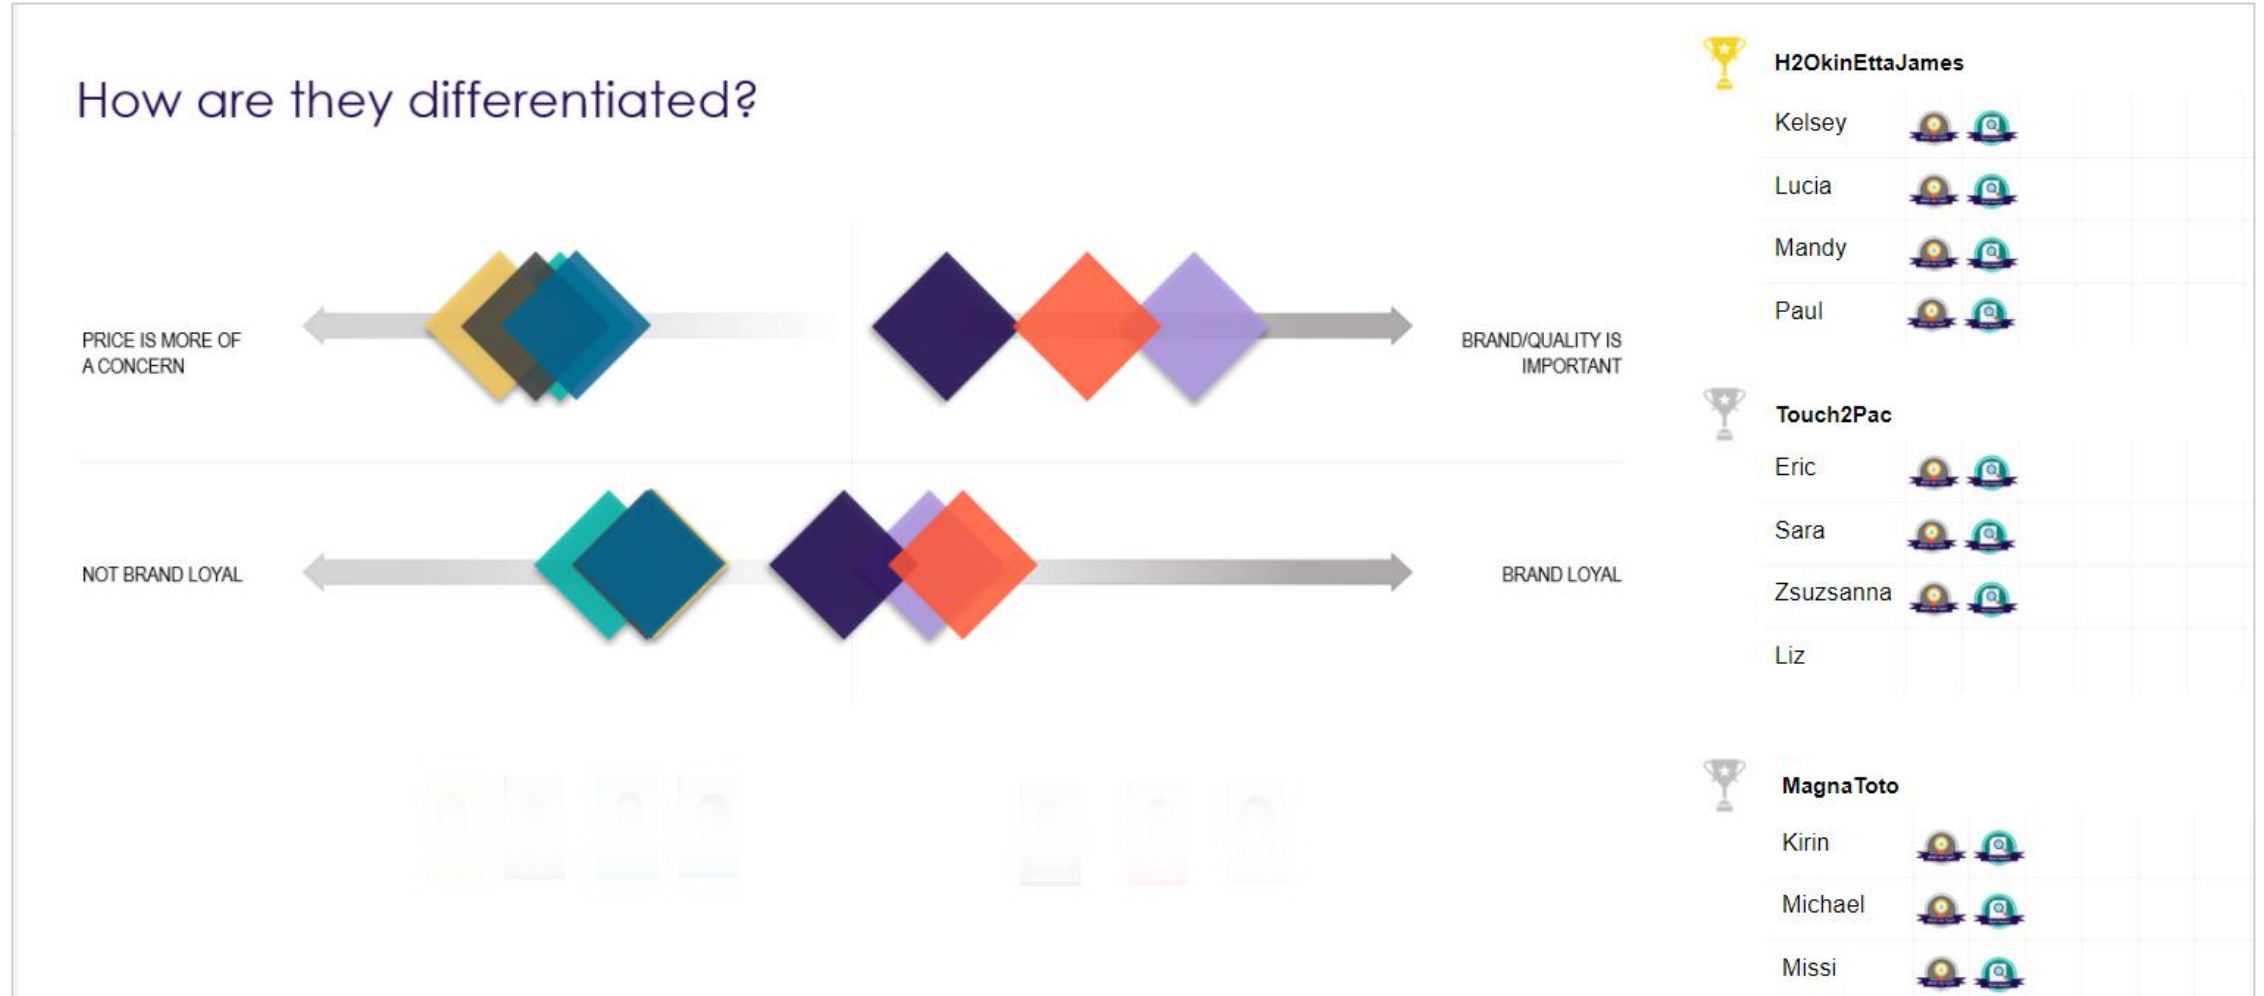 How are they differentiated?
PRICE IS MORE OF
A CONCERN
BRAND/QUALITY IS
IMPORTANT
NOT BRAND LOYAL
BRAND LOYAL
H2OkinEttaJames
Kelsey
Lucia
Mandy
Paul
Touch2Pac
Eric
Sara
Zsuzsanna
Liz
MagnaToto
Kirin
Michael
Missi